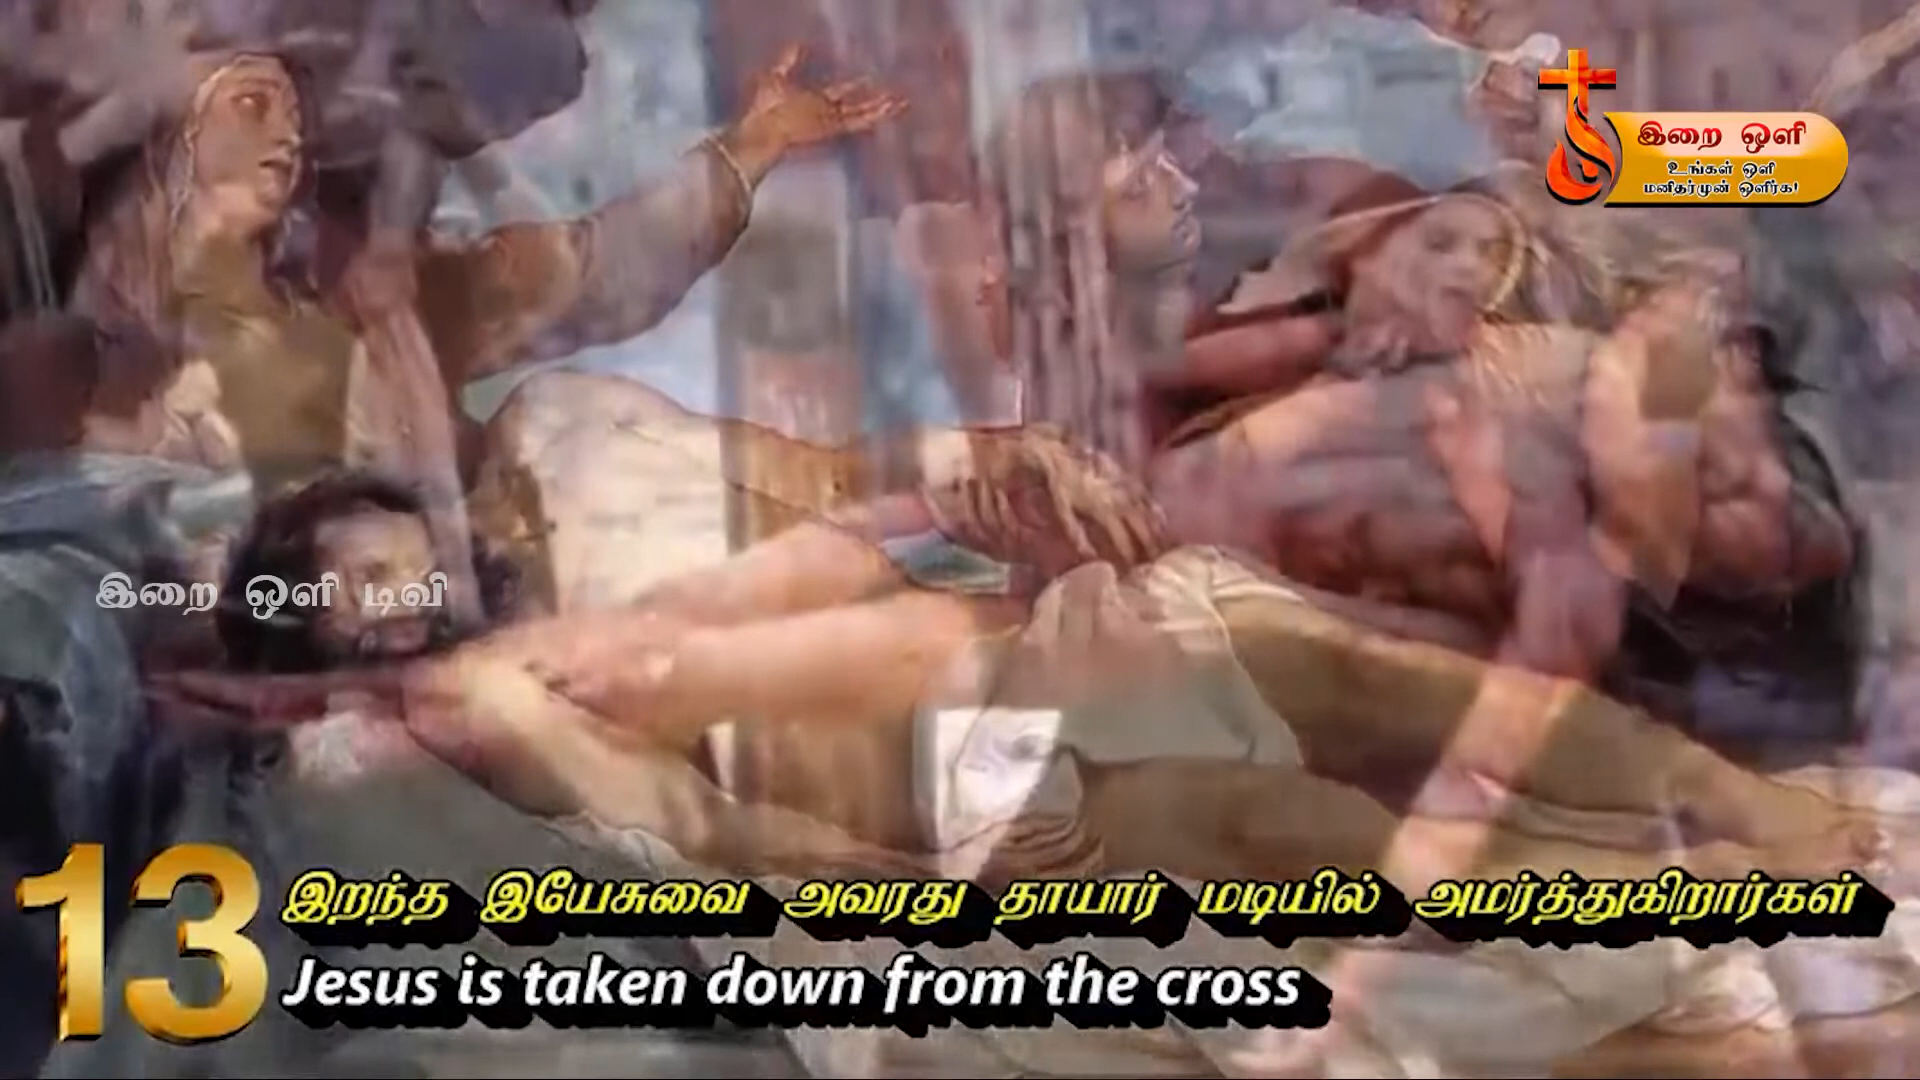 இறை ஒளி
உங்கள் ஒளி
மனிதர்முன் ஒளிர்க!
இறை ஒளி டிவி
13
இறந்த இயேசுவை அவரது தாயார் மடியில் அமர்த்துகிறார்கள்
Jesus is taken down from the cross